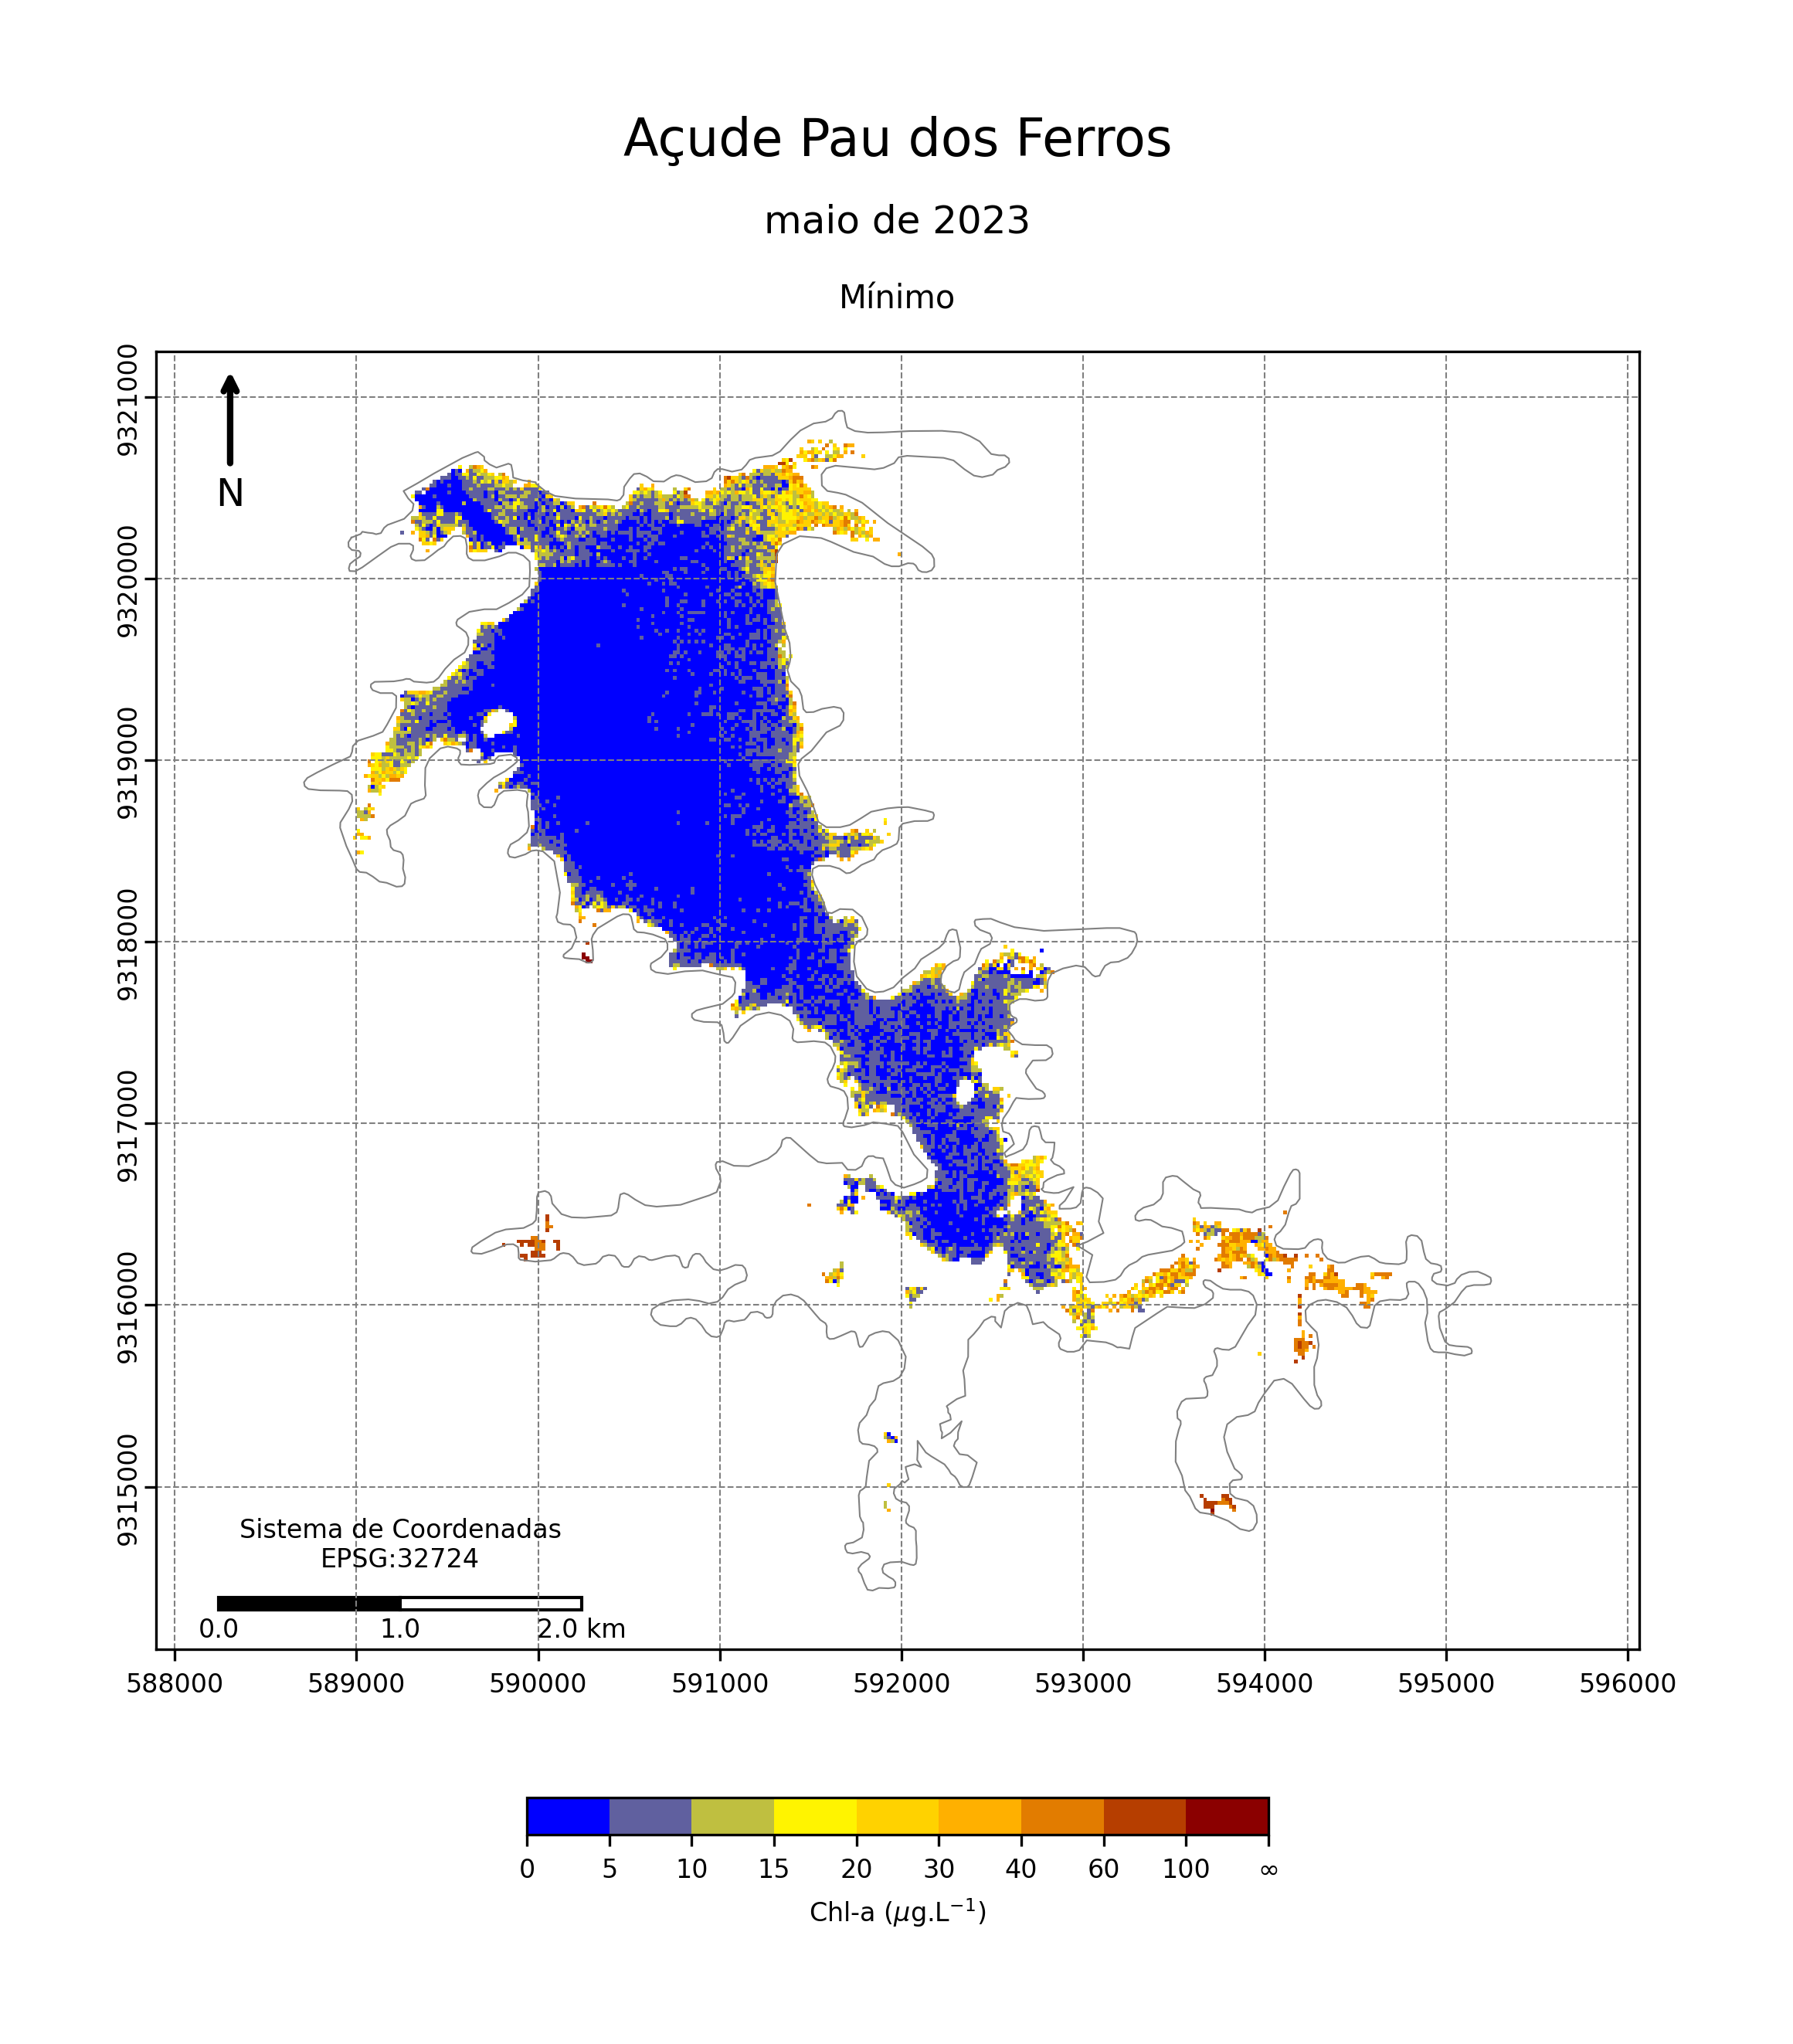 Açude Pau dos Ferros
maio de 2023
Mínimo
9321000
9320000
9319000
9318000
9317000
9316000
9315000
N
Sistema de Coordenadas
EPSG:32724
0.0 1.0 2.0 km
588000 589000 590000 591000 592000 593000 594000 595000 596000
0 5 10 15 20 30 40 60 100 ∞
Chl-a (μg.L⁻¹)